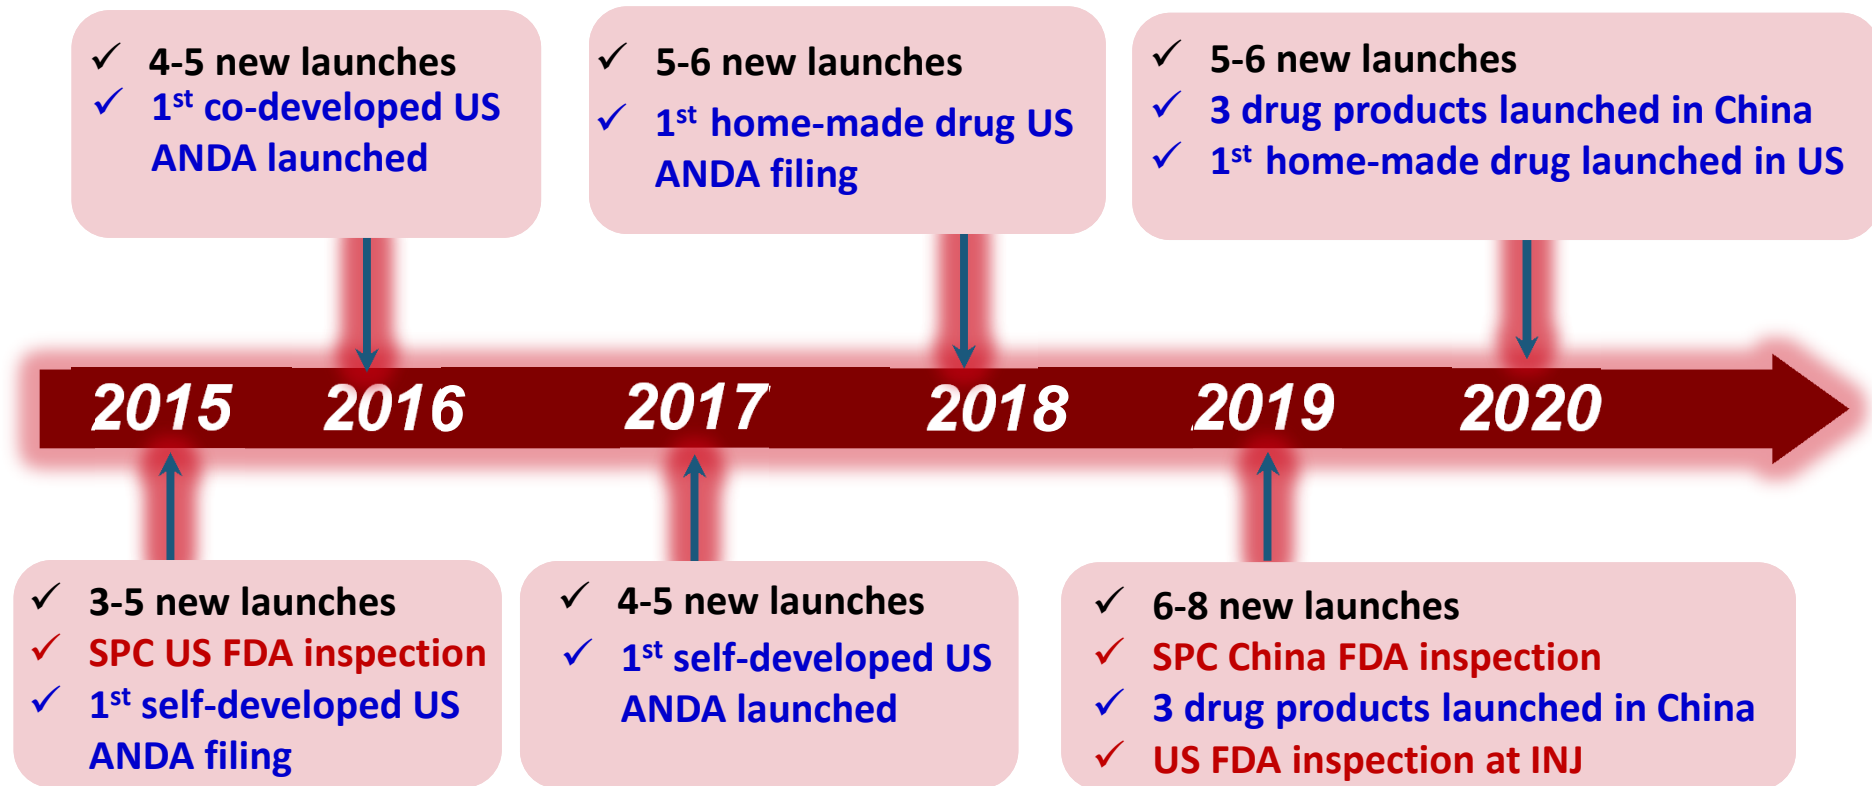 ✓ 4-5 new launches
✓ 1st co-developed US
ANDA launched
✓ 5-6 new launches
✓ 1st home-made drug US
ANDA filing
✓ 5-6 new launches
✓ 3 drug products launched in China
✓ 1st home-made drug launched in US
2015 2016 2017 2018 2019 2020
✓ 3-5 new launches
✓ SPC US FDA inspection
✓ 1st self-developed US
ANDA filing
✓ 4-5 new launches
✓ 1st self-developed US
ANDA launched
✓ 6-8 new launches
✓ SPC China FDA inspection
✓ 3 drug products launched in China
✓ US FDA inspection at INJ